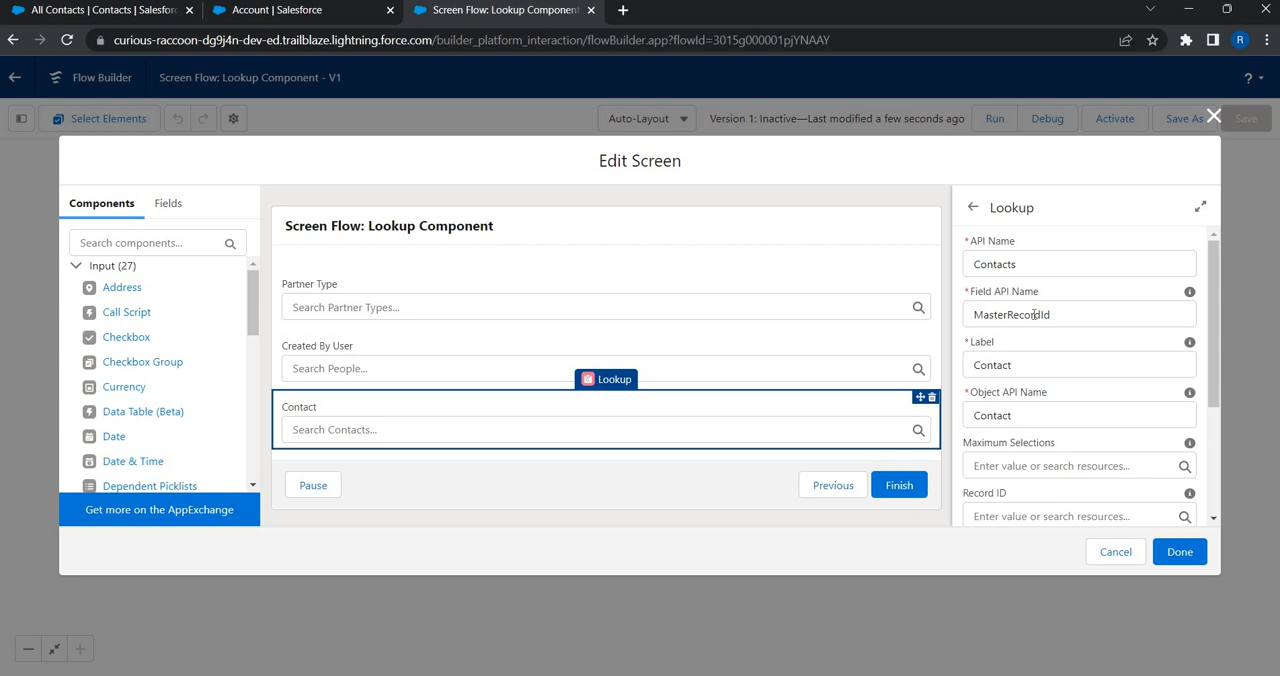 All Contacts | Contacts | Salesforc
Account | Salesforce
Screen Flow: Lookup Component
curious-raccoon-dg9j4n-dev-ed.trailblaze.lightning.force.com/builder_platform_interaction/flowBuilder.app?flowId=3015g000001pjYNAAY
R
Flow Builder
Screen Flow: Lookup Component - V1
?
Select Elements
Auto-Layout
Version 1: Inactive—Last modified a few seconds ago
Run
Debug
Activate
Save As
Save
Edit Screen
Components
Fields
Search components...
Input (27)
Address
Call Script
Checkbox
Checkbox Group
Currency
Data Table (Beta)
Date
Date & Time
Dependent Picklists
Get more on the AppExchange
Screen Flow: Lookup Component
Partner Type
Search Partner Types...
Created By User
Search People...
Lookup
Contact
Search Contacts...
Pause
Previous
Finish
Lookup
* API Name
Contacts
* Field API Name
MasterRecordId
* Label
Contact
* Object API Name
Contact
Maximum Selections
Enter value or search resources...
Record ID
Enter value or search resources...
Cancel
Done